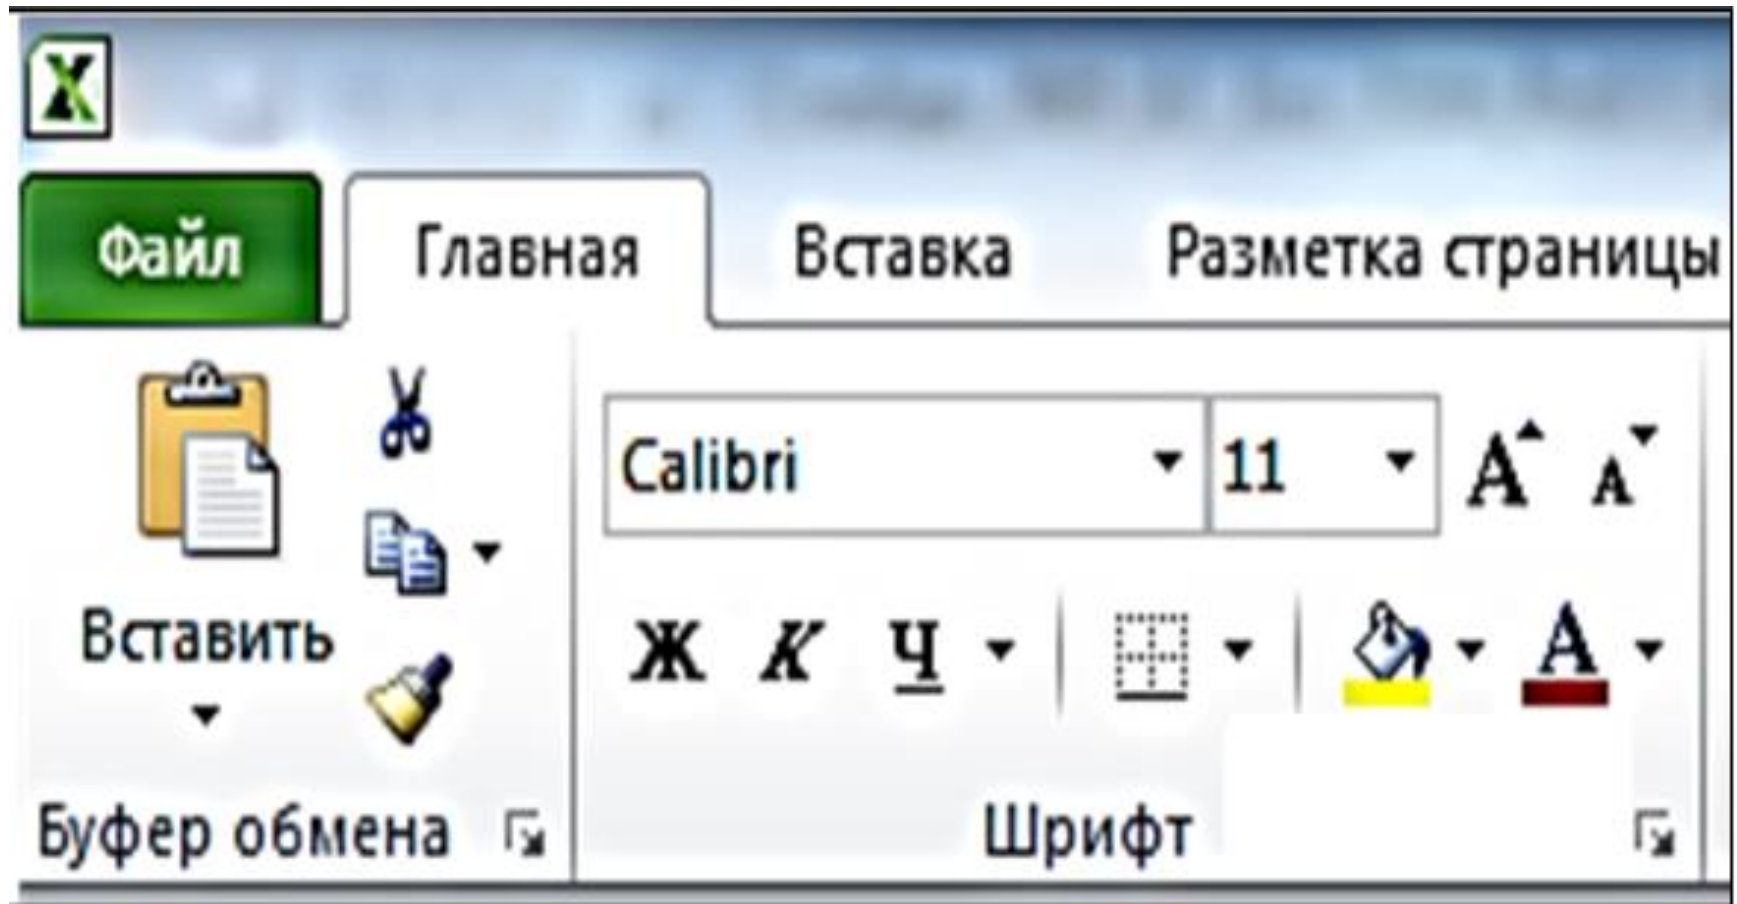 Файл Главная Вставка Разметка страницы
Calibri 11 A A
Вставить
Ж К Ч A
Буфер обмена Шрифт